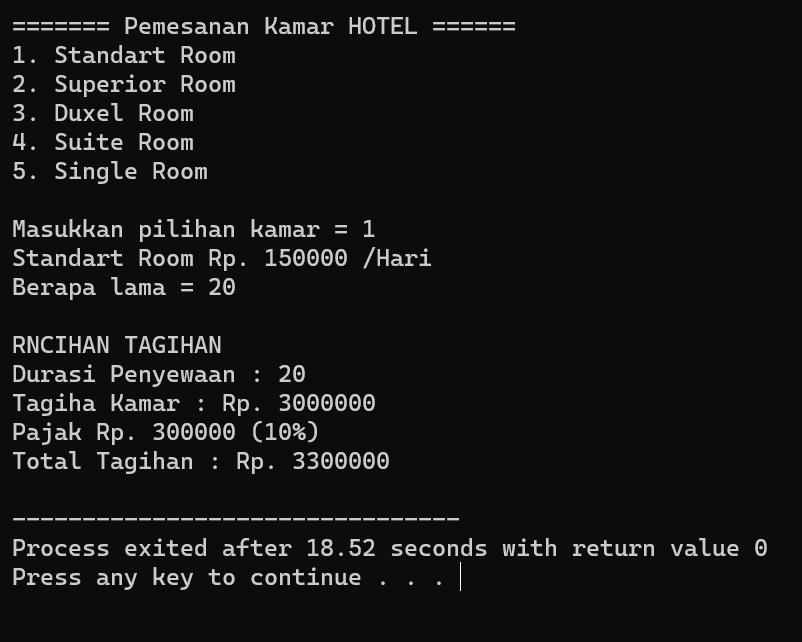 ======= Pemesanan Kamar HOTEL ======
1. Standart Room
2. Superior Room
3. Duxel Room
4. Suite Room
5. Single Room
Masukkan pilihan kamar = 1
Standart Room Rp. 150000 /Hari
Berapa lama = 20
RNCIHAN TAGIHAN
Durasi Penyewaan : 20
Tagiha Kamar : Rp. 3000000
Pajak Rp. 300000 (10%)
Total Tagihan : Rp. 3300000
--------------------------------
Process exited after 18.52 seconds with return value 0
Press any key to continue . . .